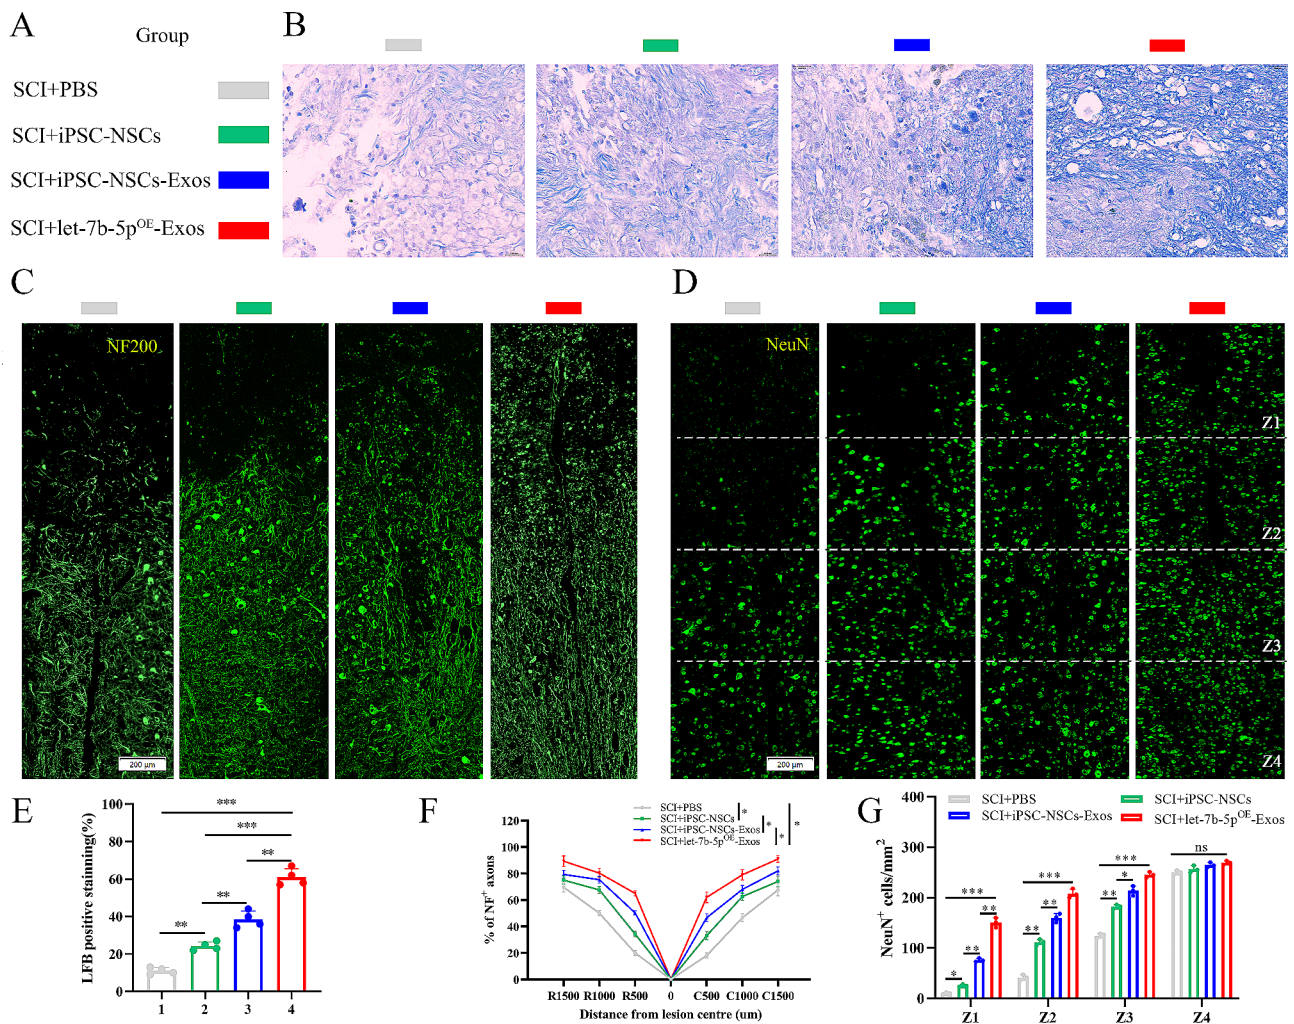 A
Group
SCI+PBS
SCI+iPSC-NSCs
SCI+iPSC-NSCs-Exos
SCI+let-7b-5pOE-Exos
B
C
NF200
200 μm
D
NeuN
Z1
Z2
Z3
Z4
200 μm
E
LFB positive stainning(%)
100
80
60
40
20
0
***
***
**
**
**
1 2 3 4
F
SCI+PBS
SCI+iPSC-NSCs
SCI+iPSC-NSCs-Exos
SCI+let-7b-5pOE-Exos
* * * *
% of NF+ axons
120
100
80
60
40
20
0
R1500 R1000 R500 0 C500 C1000 C1500
Distance from lesion centre (um)
G
SCI+PBS
SCI+iPSC-NSCs
SCI+iPSC-NSCs-Exos
SCI+let-7b-5pOE-Exos
NeuN+ cells/mm2
400
300
200
100
0
***
**
**
*
***
**
**
***
*
**
ns
Z1 Z2 Z3 Z4